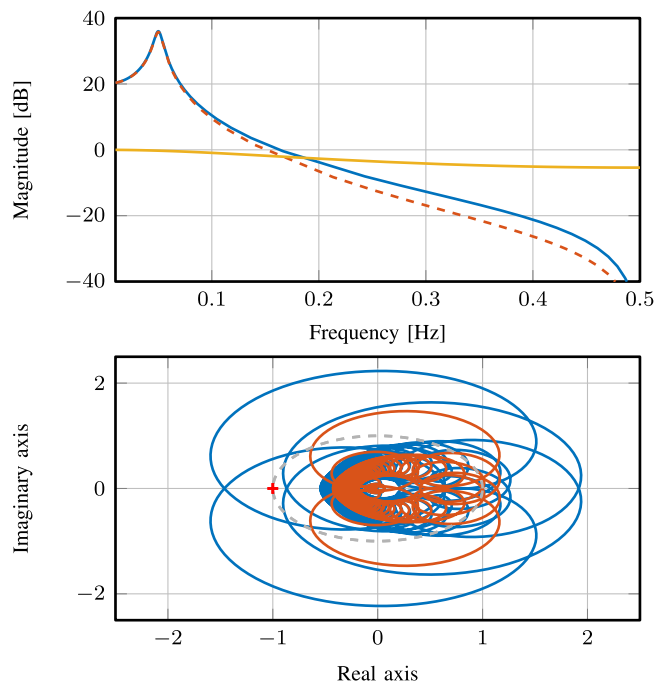 40
20
0
−20
−40
Magnitude [dB]
0.1 0.2 0.3 0.4 0.5
Frequency [Hz]
2
0
−2
Imaginary axis
−2 −1 0 1 2
Real axis